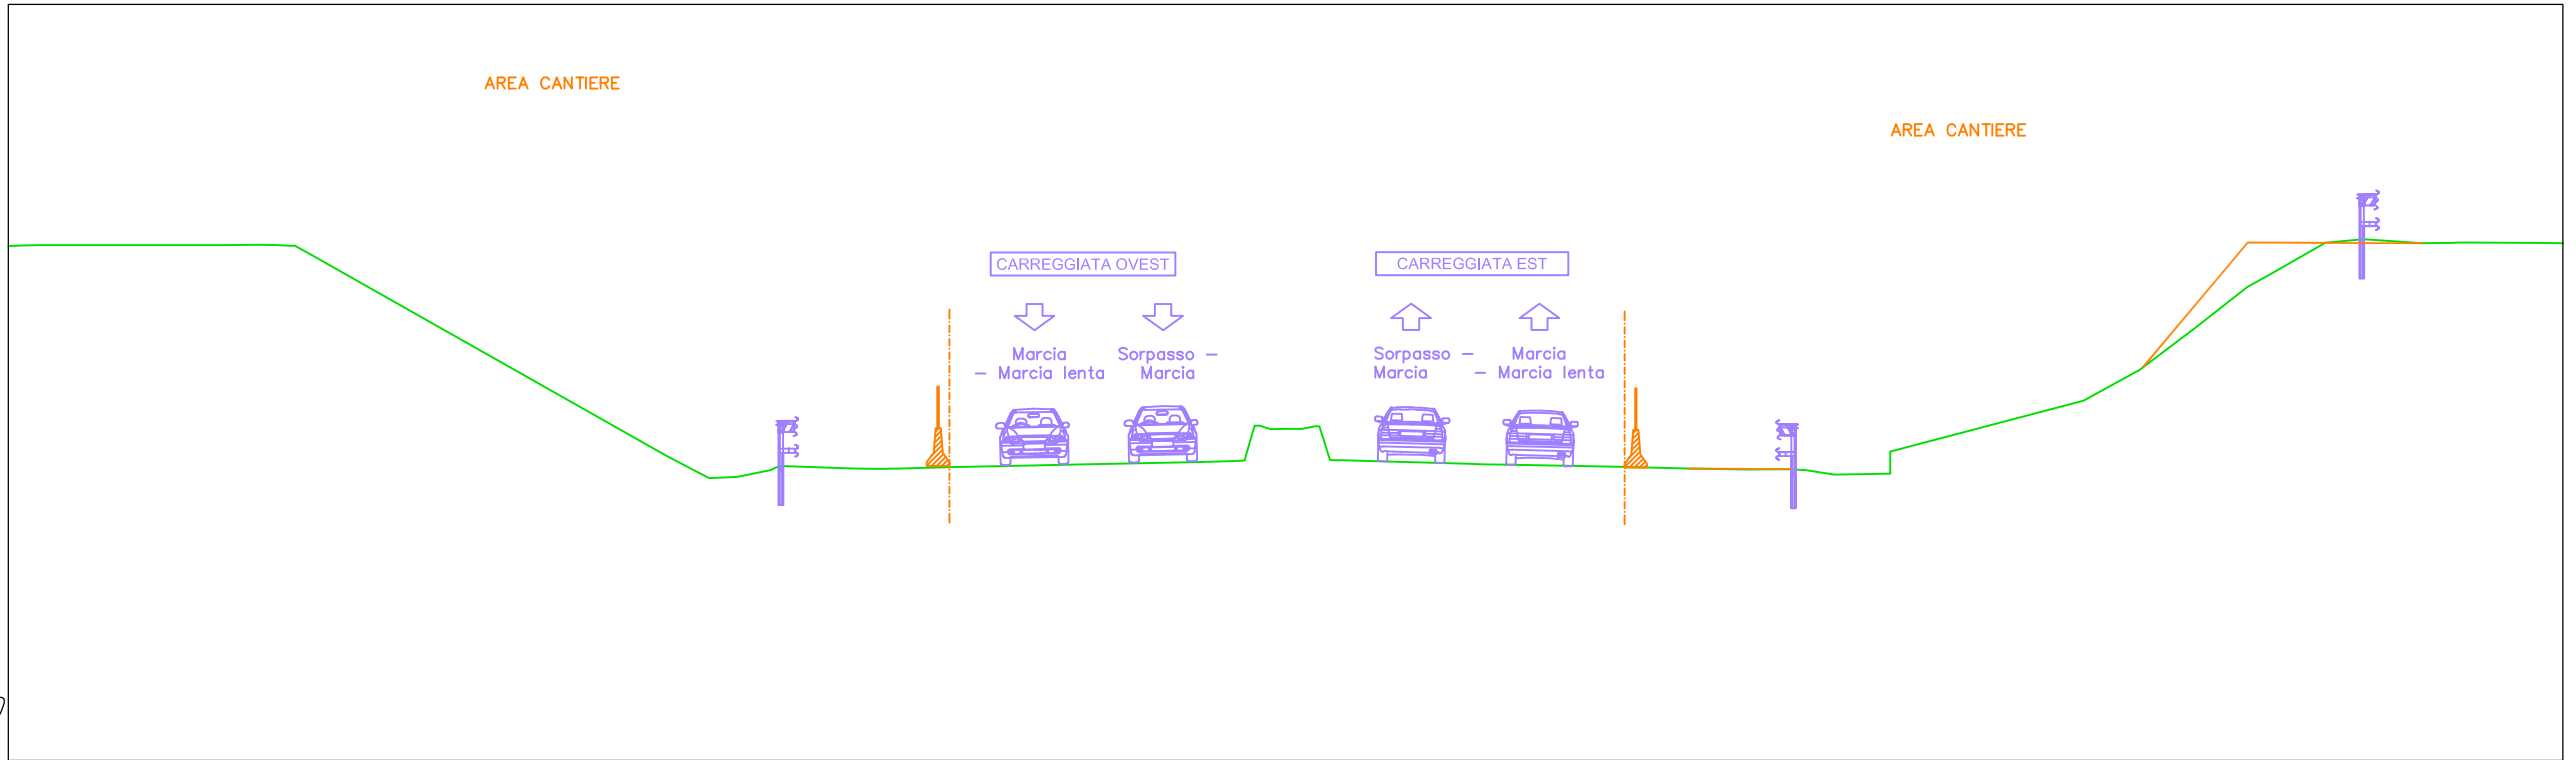 AREA CANTIERE
AREA CANTIERE
CARREGGIATA OVEST
CARREGGIATA EST
Marcia
- Marcia lenta
Sorpasso -
Marcia
Sorpasso -
Marcia
Marcia
- Marcia lenta